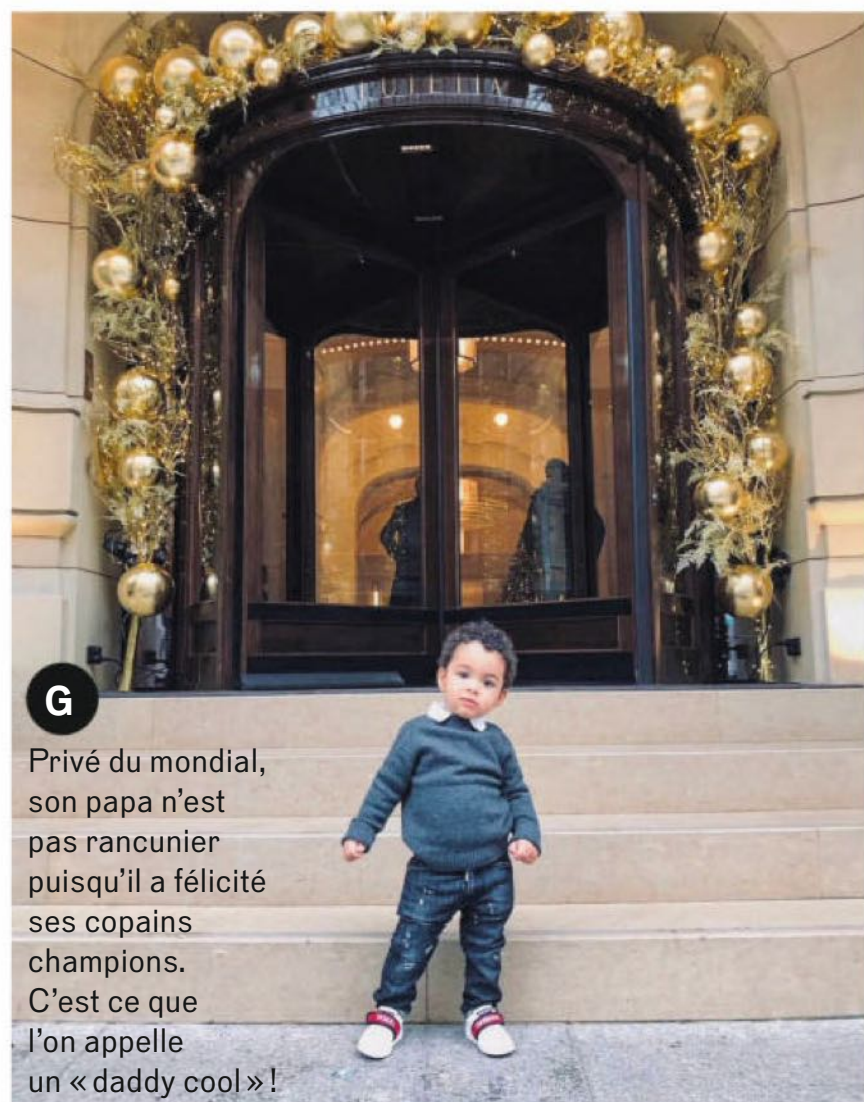 LUTETIA
G
Privé du mondial,
son papa n'est
pas rancunier
puisqu'il a félicité
ses copains
champions.
C'est ce que
l'on appelle
un « daddy cool » !